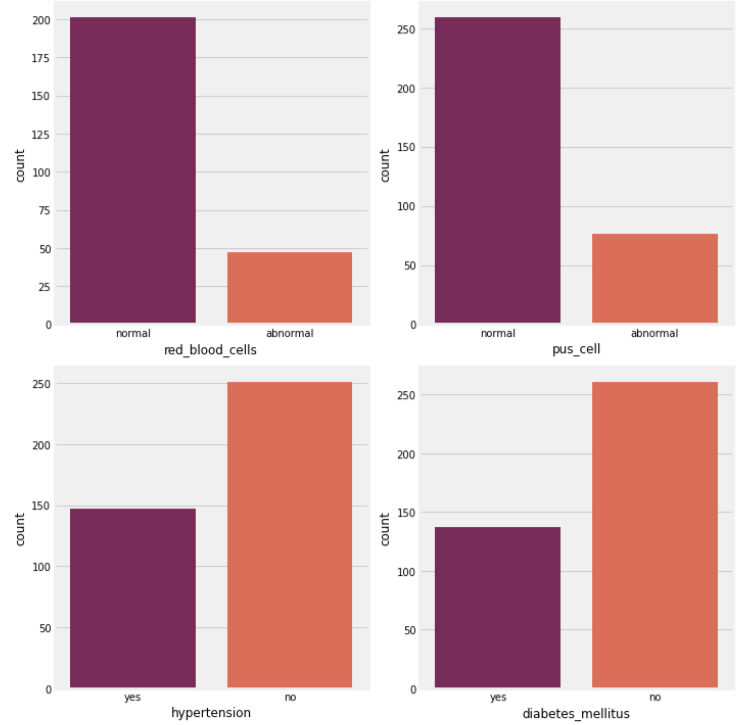 200
175
150
125
100
75
50
25
0
count
normal abnormal
red_blood_cells
250
200
150
100
50
0
count
normal abnormal
pus_cell
250
200
150
100
50
0
count
yes no
hypertension
250
200
150
100
50
0
count
yes no
diabetes_mellitus